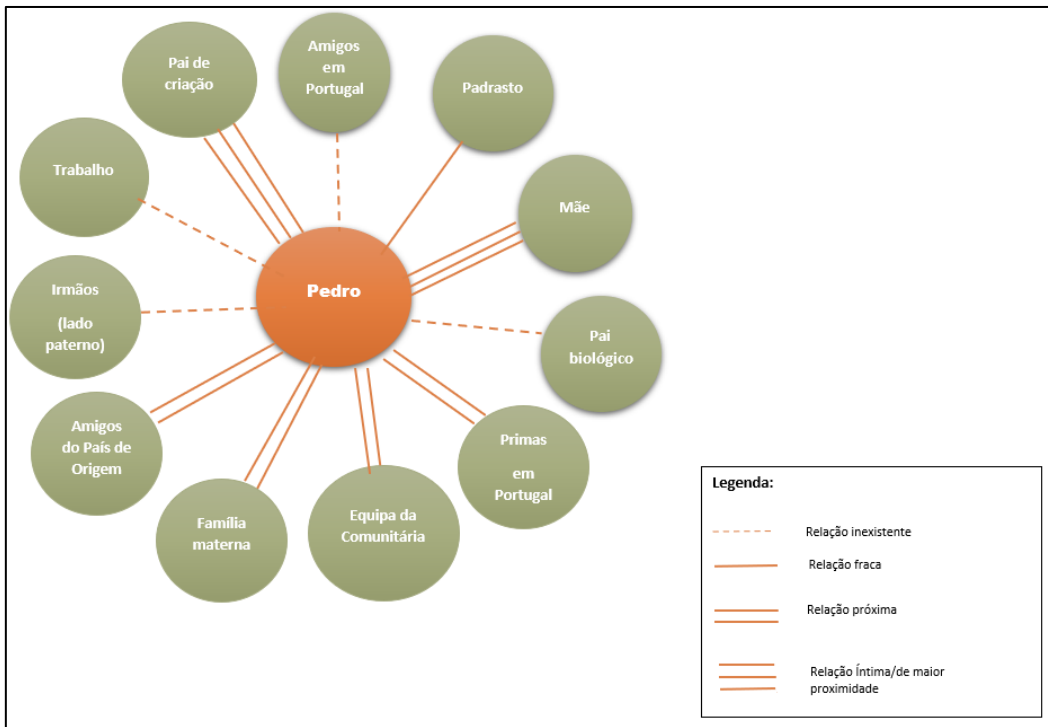 Amigos
em
Portugal
Pai de
criação
Padrasto
Trabalho
Mãe
Pedro
Irmãos
(lado
paterno)
Pai
biológico
Amigos
do País de
Origem
Primas
em
Portugal
Família
materna
Equipa da
Comunitária
Legenda:
Relação inexistente
Relação fraca
Relação próxima
Relação Íntima/de maior
proximidade